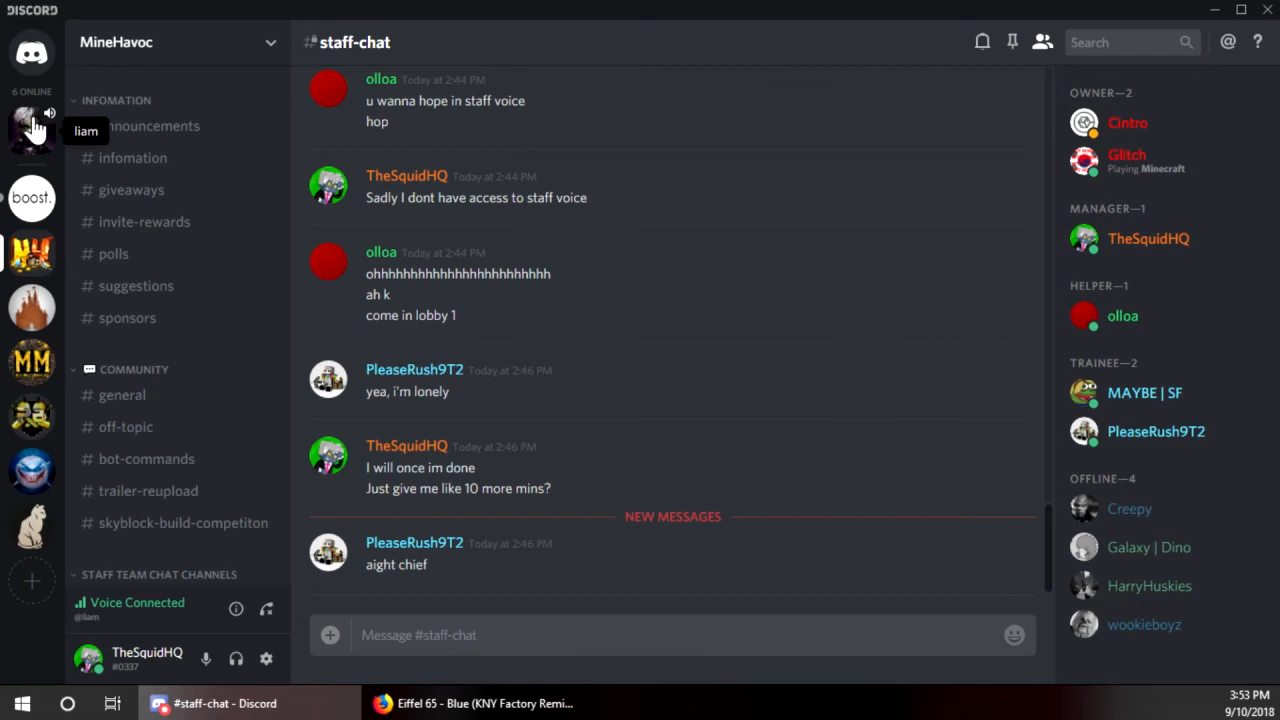 DISCORD
MineHavoc
#staff-chat
Search
6 ONLINE
liam
boost.
MM
INFOMATION
nnouncements
# infomation
# giveaways
# invite-rewards
# polls
# suggestions
# sponsors
COMMUNITY
# general
# off-topic
# bot-commands
# trailer-reupload
# skyblock-build-competiton
STAFF TEAM CHAT CHANNELS
Voice Connected
@liam
TheSquidHQ
#0337
olloa Today at 2:44 PM
u wanna hope in staff voice
hop
TheSquidHQ Today at 2:44 PM
Sadly I dont have access to staff voice
olloa Today at 2:44 PM
ohhhhhhhhhhhhhhhhhhhhhhh
ah k
come in lobby 1
PleaseRush9T2 Today at 2:46 PM
yea, i'm lonely
TheSquidHQ Today at 2:46 PM
I will once im done
Just give me like 10 more mins?
NEW MESSAGES
PleaseRush9T2 Today at 2:46 PM
aight chief
Message #staff-chat
OWNER—2
Cintro
Glitch
Playing Minecraft
MANAGER—1
TheSquidHQ
HELPER—1
olloa
TRAINEE—2
MAYBE | SF
PleaseRush9T2
OFFLINE—4
Creepy
Galaxy | Dino
HarryHuskies
wookieboyz
#staff-chat - Discord
Eiffel 65 - Blue (KNY Factory Remi...
3:53 PM
9/10/2018